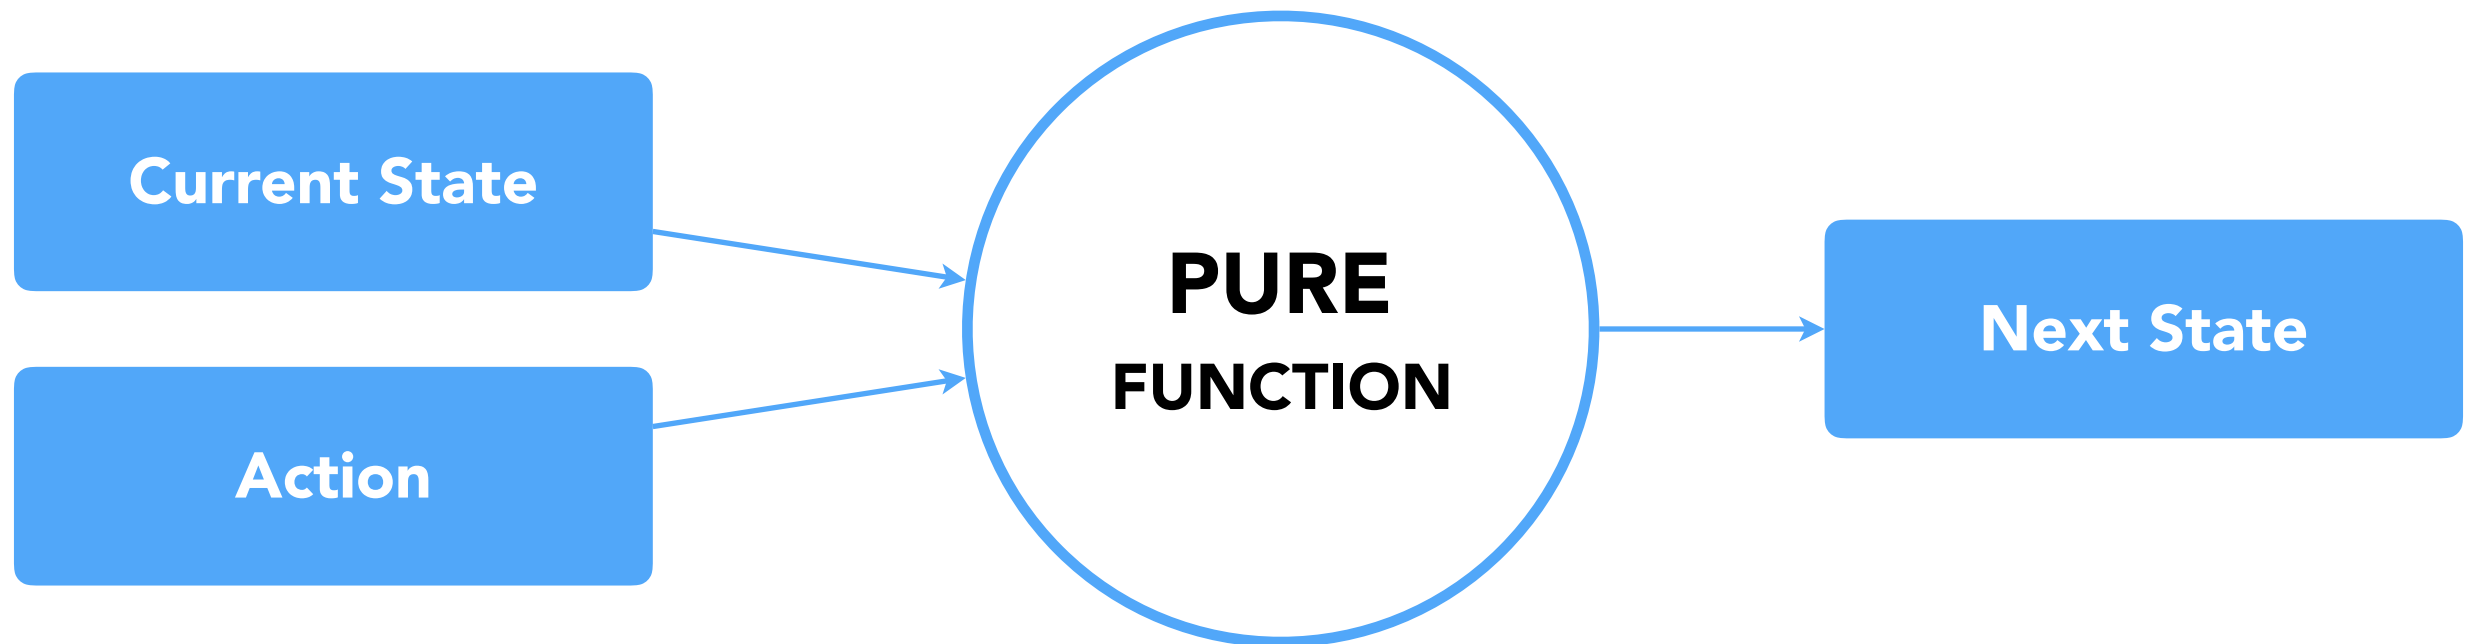 Current State
Action
PURE
FUNCTION
Next State